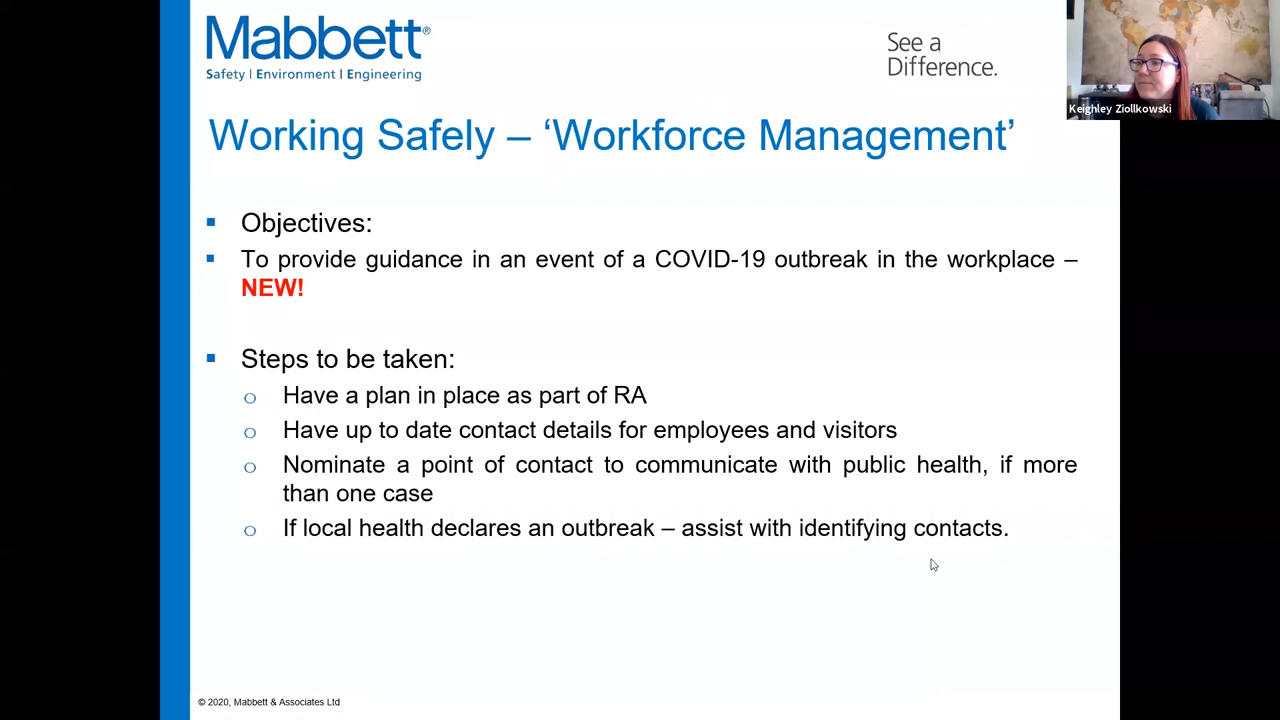 Mabbett®
Safety | Environment | Engineering
See a
Difference.
Keighley Ziollkowski
Working Safely – ‘Workforce Management’
Objectives:
To provide guidance in an event of a COVID-19 outbreak in the workplace –
NEW!
Steps to be taken:
Have a plan in place as part of RA
Have up to date contact details for employees and visitors
Nominate a point of contact to communicate with public health, if more
than one case
If local health declares an outbreak – assist with identifying contacts.
© 2020, Mabbett & Associates Ltd